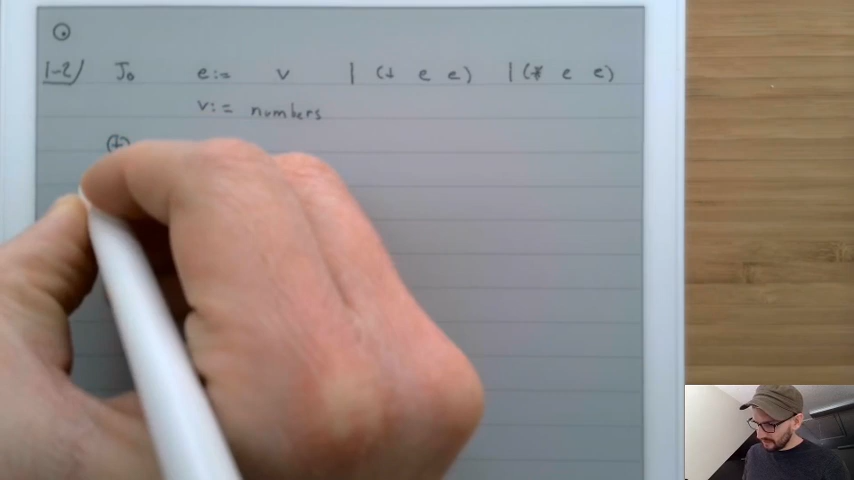 1-2/ J₀ e:= v | (+ e e) | (* e e)
v:= numbers
(+)